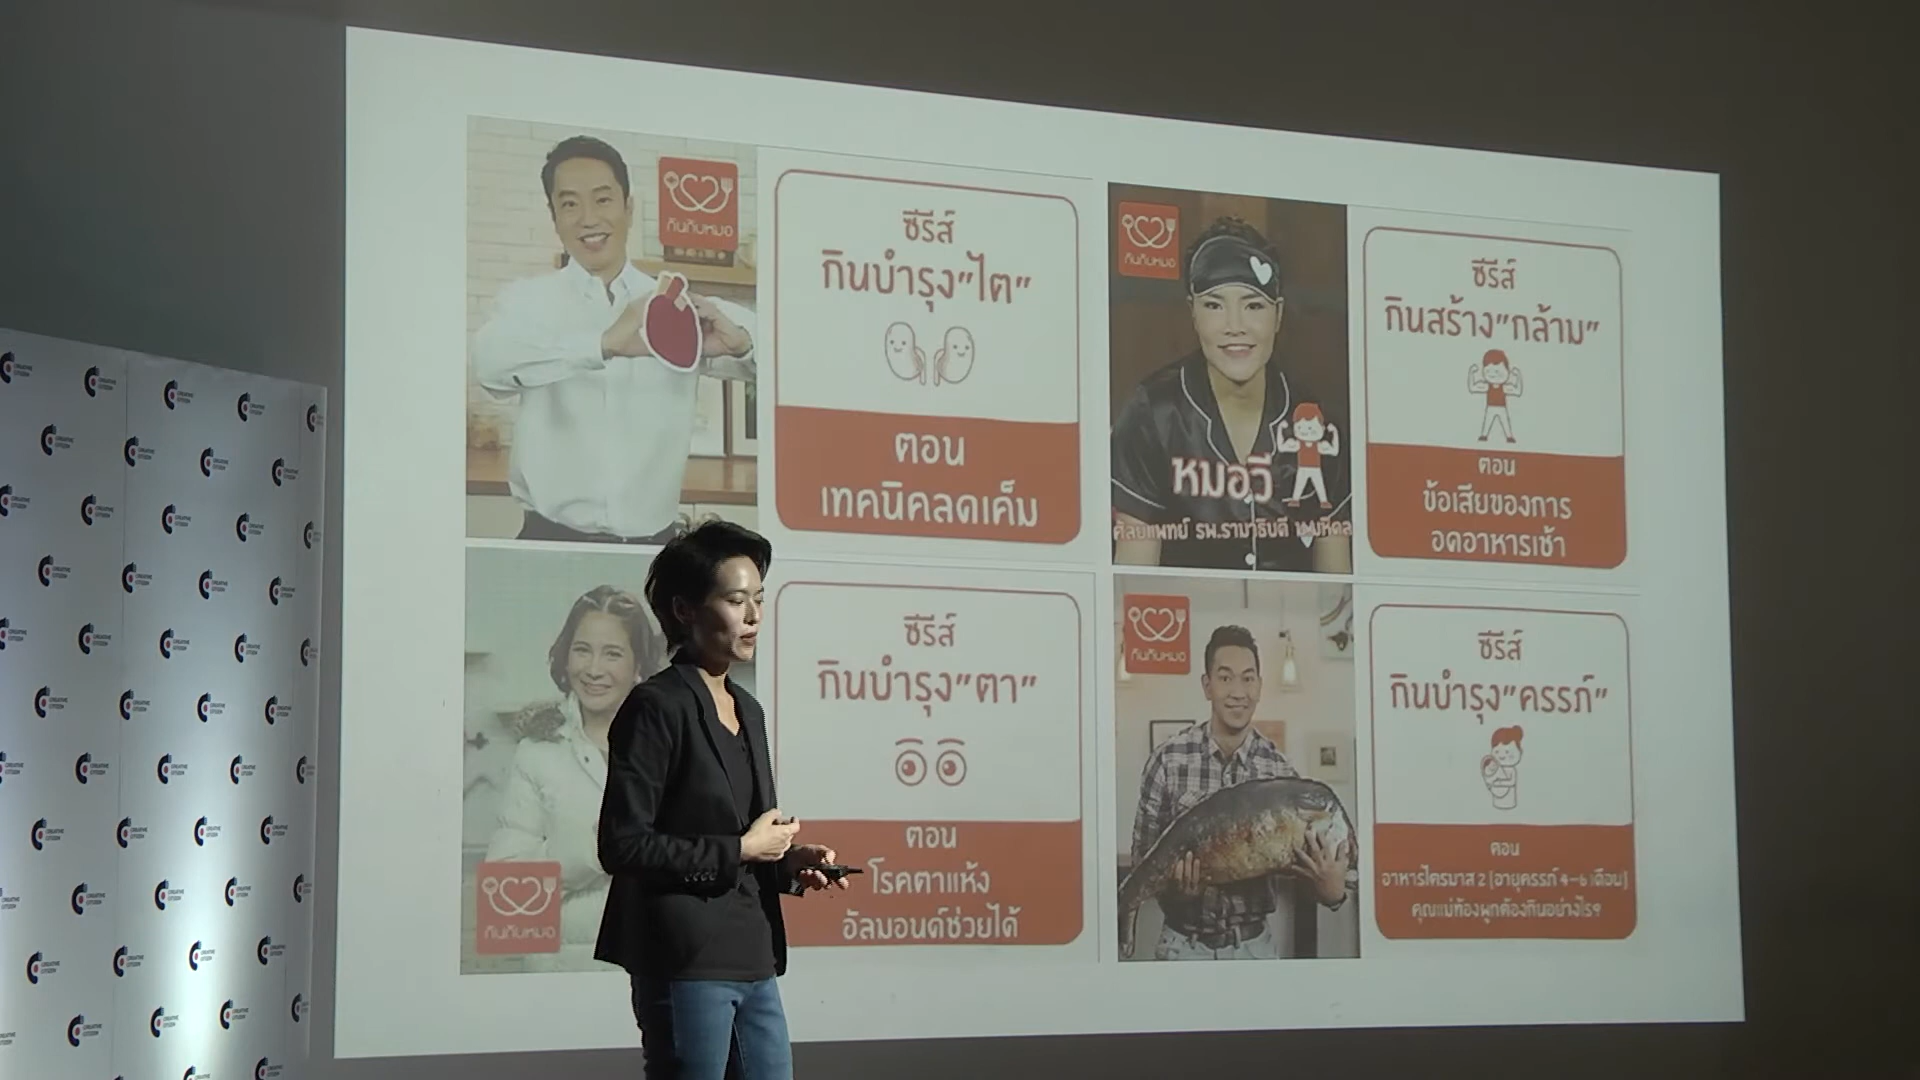 กินกับหมอ
ซีรีส์
กินบำรุง"ไต"
ตอน
เทคนิคลดเค็ม
กินกับหมอ
หมอวี
ศัลยแพทย์ รพ.รามาธิบดี ม.มหิดล
ซีรีส์
กินสร้าง"กล้าม"
ตอน
ข้อเสียของการ
อดอาหารเช้า
กินกับหมอ
ซีรีส์
กินบำรุง"ตา"
ตอน
โรคตาแห้ง
อัลมอนด์ช่วยได้
กินกับหมอ
ซีรีส์
กินบำรุง"ครรภ์"
ตอน
อาหารไตรมาส 2 (อายุครรภ์ 4-6 เดือน)
คุณแม่ท้องผูกต้องกินอย่างไร?
CREATIVE
CITIZEN